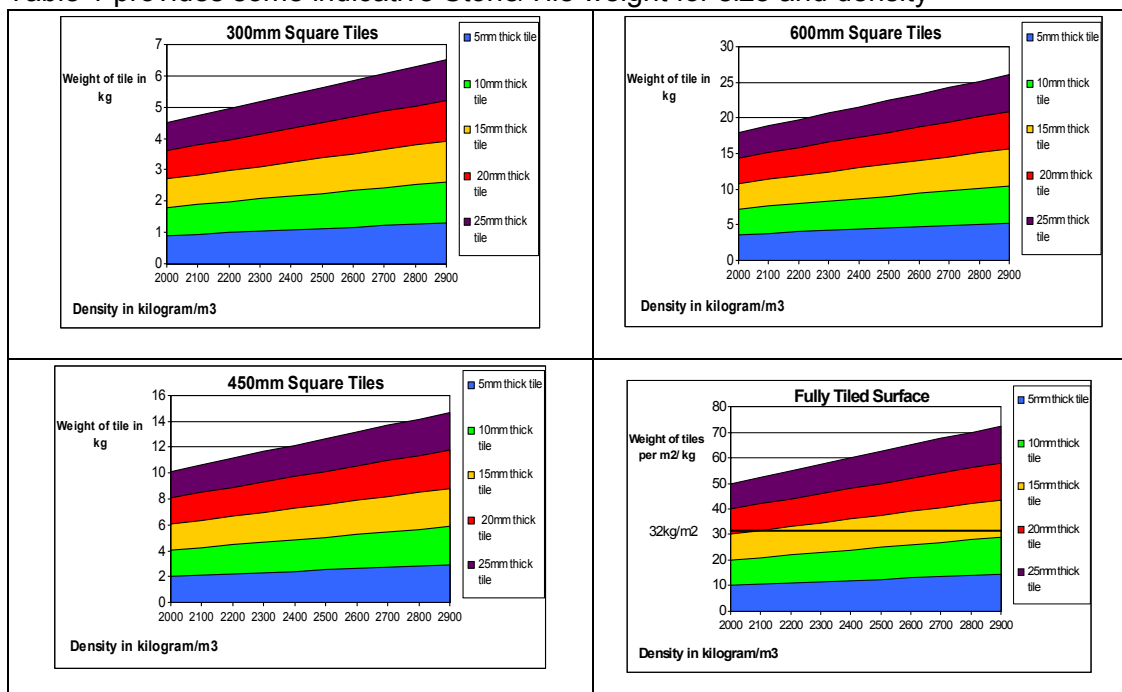 Table 1 provides some indicative Stone/Tile weight for size and density
300mm Square Tiles
Weight of tile in
kg
7
6
5
4
3
2
1
0
2000 2100 2200 2300 2400 2500 2600 2700 2800 2900
Density in kilogram/m3
5mm thick tile
10mm thick
tile
15mm thick
tile
20mm thick
tile
25mm thick
tile
600mm Square Tiles
Weight of tile in
kg
30
25
20
15
10
5
0
2000 2100 2200 2300 2400 2500 2600 2700 2800 2900
Density in kilogram/m3
5mm thick tile
10mm thick
tile
15mm thick
tile
20mm thick
tile
25mm thick
tile
450mm Square Tiles
Weight of tile in
kg
16
14
12
10
8
6
4
2
0
2000 2100 2200 2300 2400 2500 2600 2700 2800 2900
Density in kilogram/m3
5mm thick tile
10mm thick
tile
15mm thick
tile
20mm thick
tile
25mm thick
tile
Fully Tiled Surface
Weight of tiles
per m2/ kg
80
70
60
50
40
30
20
10
0
32kg/m2
2000 2100 2200 2300 2400 2500 2600 2700 2800 2900
Density in kilogram/m3
5mm thick tile
10mm thick
tile
15mm thick
tile
20mm thick
tile
25mm thick
tile